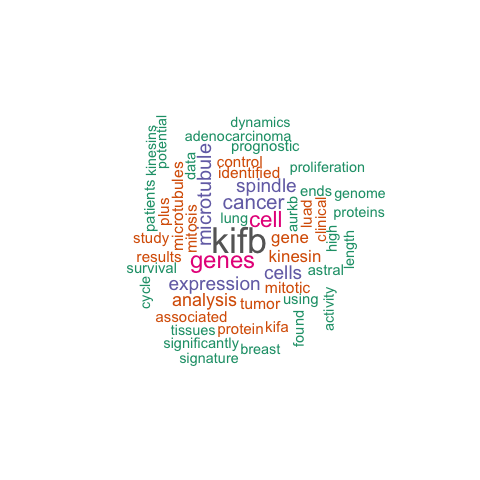 dynamics
adenocarcinoma
prognostic
potential
kinesins
patients
data
microtubule
control
identified
proliferation
microtubules
plus
spindle
ends
genome
cancer
aurkb
luad
clinical
proteins
lung
cell
mitosis
study
kifb
gene
high
length
results
genes
kinesin
survival
cells
astral
cycle
expression
mitotic
analysis
tumor
using
activity
associated
found
tissues
protein
kifa
significantly
breast
signature